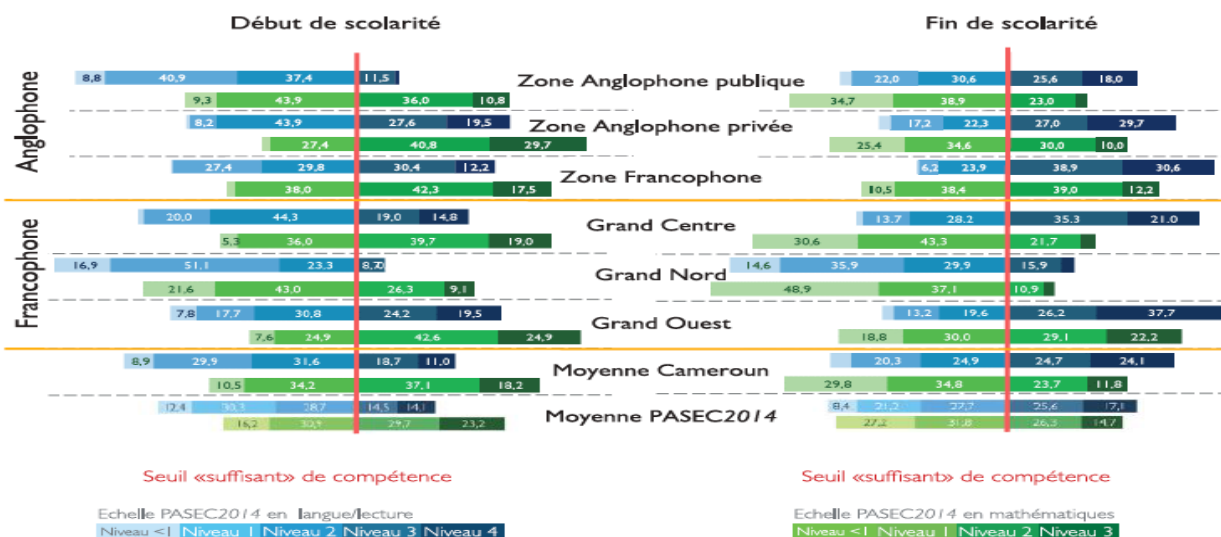 Début de scolarité
Fin de scolarité
Anglophone
8,8 40,9 37,4 11,5
Zone Anglophone publique
22,0 30,6 25,6 18,0
9,3 43,9 36,0 10,8
34,7 38,9 23,0
8,2 43,9 27,6 19,5
Zone Anglophone privée
17,2 22,3 27,0 29,7
27,4 40,8 29,7
25,4 34,6 30,0 10,0
27,4 29,8 30,4 12,2
Zone Francophone
6,2 23,9 38,9 30,6
38,0 42,3 17,5
10,5 38,4 39,0 12,2
Francophone
20,0 44,3 19,0 14,8
Grand Centre
13,7 28,2 35,3 21,0
5,3 36,0 39,7 19,0
30,6 43,3 21,7
16,9 51,1 23,3 8,7
Grand Nord
14,6 35,9 29,9 15,9
21,6 43,0 26,3 9,1
48,9 37,1 10,9
7,8 17,7 30,8 24,2 19,5
Grand Ouest
13,2 19,6 26,2 37,7
7,6 24,9 42,6 24,9
18,8 30,0 29,1 22,2
8,9 29,9 31,6 18,7 11,0
Moyenne Cameroun
20,3 24,9 24,7 24,1
10,5 34,2 37,1 18,2
29,8 34,8 23,7 11,8
12,4 30,3 28,7 14,5 14,1
Moyenne PASEC2014
8,4 21,2 27,7 25,6 17,1
16,2 30,9 29,7 23,2
27,2 31,8 26,3 14,7
Seuil «suffisant» de compétence
Seuil «suffisant» de compétence
Echelle PASEC2014 en langue/lecture
Echelle PASEC2014 en mathématiques
Niveau <1 Niveau 1 Niveau 2 Niveau 3 Niveau 4
Niveau <1 Niveau 1 Niveau 2 Niveau 3